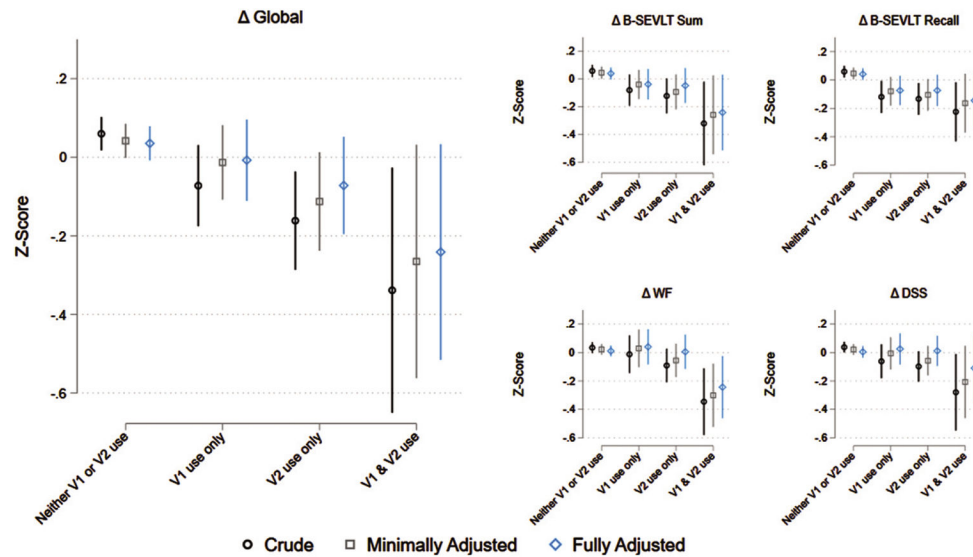 Δ Global
.2
0
-.2
-.4
-.6
Z-Score
Neither V1 or V2 use
V1 use only
V2 use only
V1 & V2 use
Δ B-SEVLT Sum
.2
0
-.2
-.4
-.6
Z-Score
Neither V1 or V2 use
V1 use only
V2 use only
V1 & V2 use
Δ B-SEVLT Recall
.2
0
-.2
-.4
-.6
Z-Score
Neither V1 or V2 use
V1 use only
V2 use only
V1 & V2 use
Δ WF
.2
0
-.2
-.4
-.6
Z-Score
Neither V1 or V2 use
V1 use only
V2 use only
V1 & V2 use
Δ DSS
.2
0
-.2
-.4
-.6
Z-Score
Neither V1 or V2 use
V1 use only
V2 use only
V1 & V2 use
Crude Minimally Adjusted Fully Adjusted